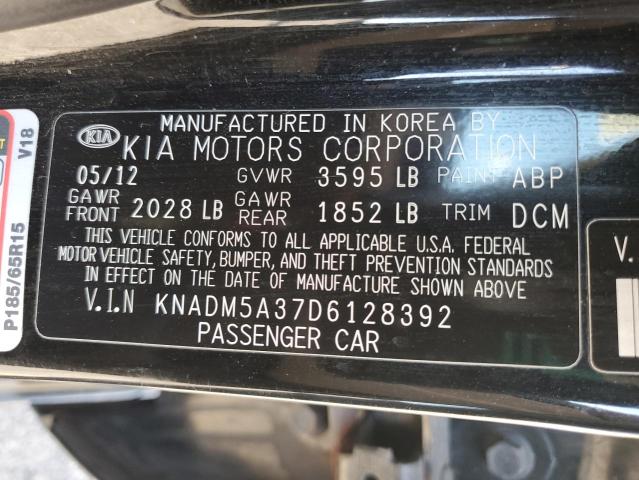 MANUFACTURED IN KOREA BY
KIA KIA MOTORS CORPORATION
05/12 GVWR 3595 LB PAINT ABP
GAWR FRONT 2028 LB GAWR REAR 1852 LB TRIM DCM
THIS VEHICLE CONFORMS TO ALL APPLICABLE U.S.A. FEDERAL
MOTOR VEHICLE SAFETY, BUMPER, AND THEFT PREVENTION STANDARDS
IN EFFECT ON THE DATE OF MANUFACTURE SHOWN ABOVE
V.I.N KNADM5A37D6128392
PASSENGER CAR
P185/65R15
V18
V.